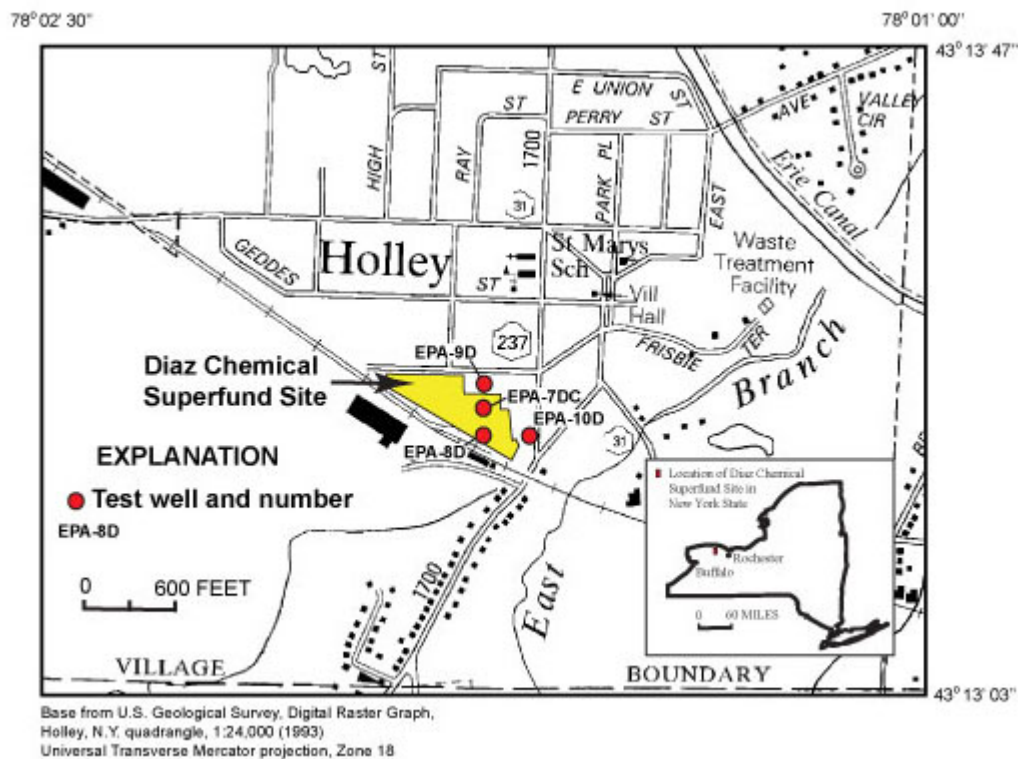 78° 02' 30"
78° 01' 00"
43° 13' 47"
E UNION
ST
PERRY ST
ST
ST
AVE
VALLEY
CIR
HIGH
RAY
1700
PARK PL
EAST
Erie Canal
31
GEDDES
Holley
St Marys
Sch
ST
Waste
Treatment
Facility
Vill
Hall
237
FRISBIE
TER
Branch
EPA-9D
Diaz Chemical
Superfund Site
EPA-7DC
EPA-10D
EPA-8D
31
EXPLANATION
Test well and number
EPA-8D
0 600 FEET
1700
East
Location of Diaz Chemical
Superfund Site in
New York State
Rochester
Buffalo
0 60 MILES
VILLAGE BOUNDARY
43° 13' 03"
Base from U.S. Geological Survey, Digital Raster Graph,
Holley, N.Y. quadrangle, 1:24,000 (1993)
Universal Transverse Mercator projection, Zone 18